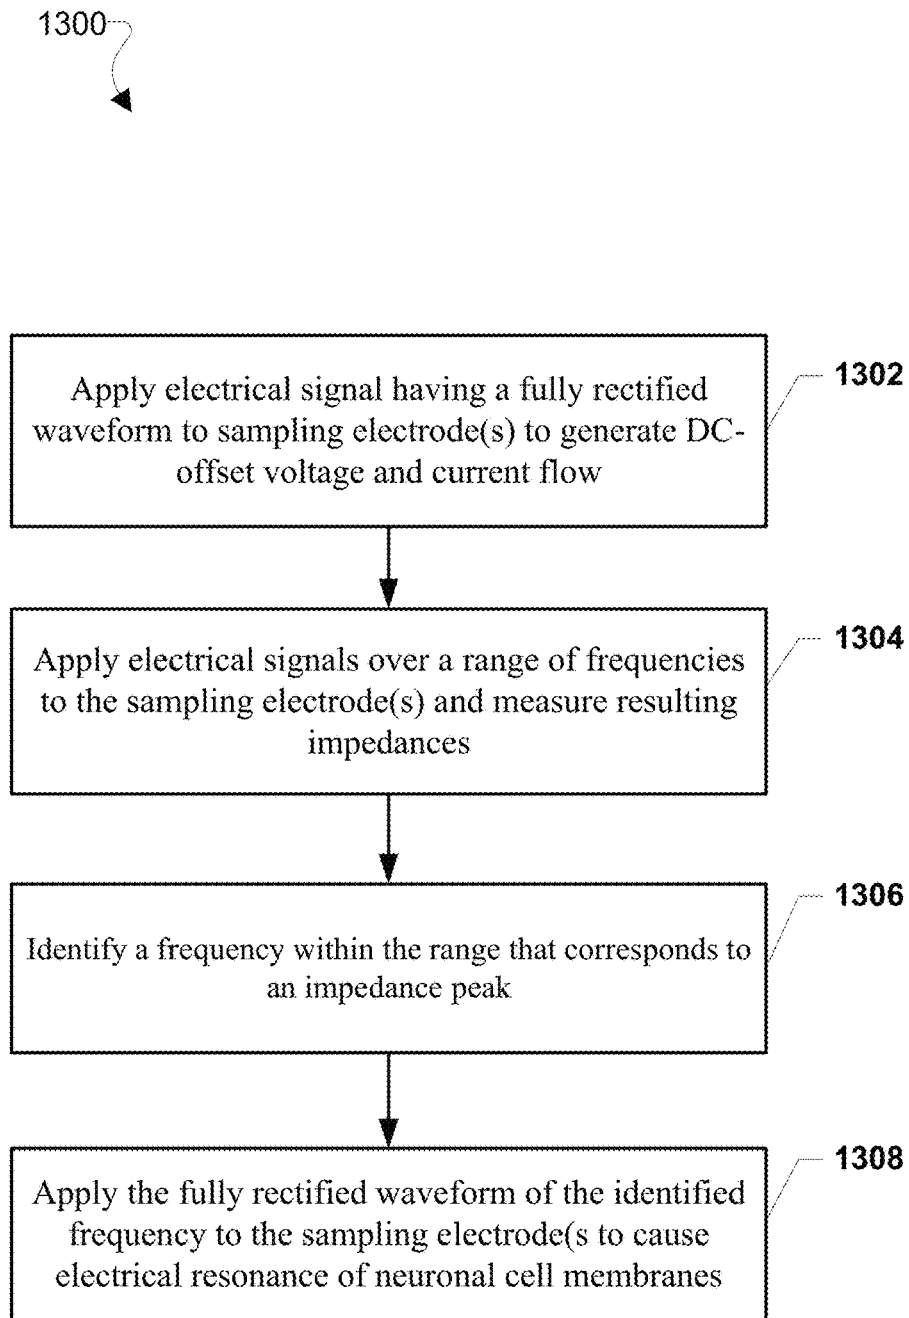 1300
Apply electrical signal having a fully rectified
waveform to sampling electrode(s) to generate DC-
offset voltage and current flow
1302
Apply electrical signals over a range of frequencies
to the sampling electrode(s) and measure resulting
impedances
1304
Identify a frequency within the range that corresponds to
an impedance peak
1306
Apply the fully rectified waveform of the identified
frequency to the sampling electrode(s to cause
electrical resonance of neuronal cell membranes
1308